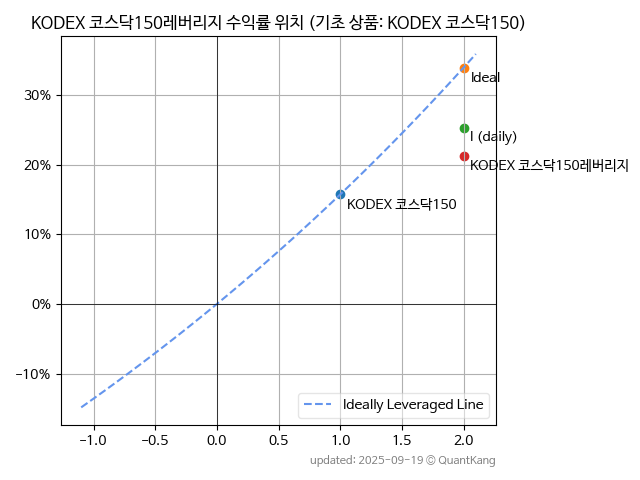 KODEX 코스닥150레버리지 수익률 위치 (기초 상품: KODEX 코스닥150)
Ideal
30%
I (daily)
20%
KODEX 코스닥150레버리지
KODEX 코스닥150
10%
0%
−10%
Ideally Leveraged Line
−1.0 −0.5 0.0 0.5 1.0 1.5 2.0
updated: 2025-09-19 © QuantKang